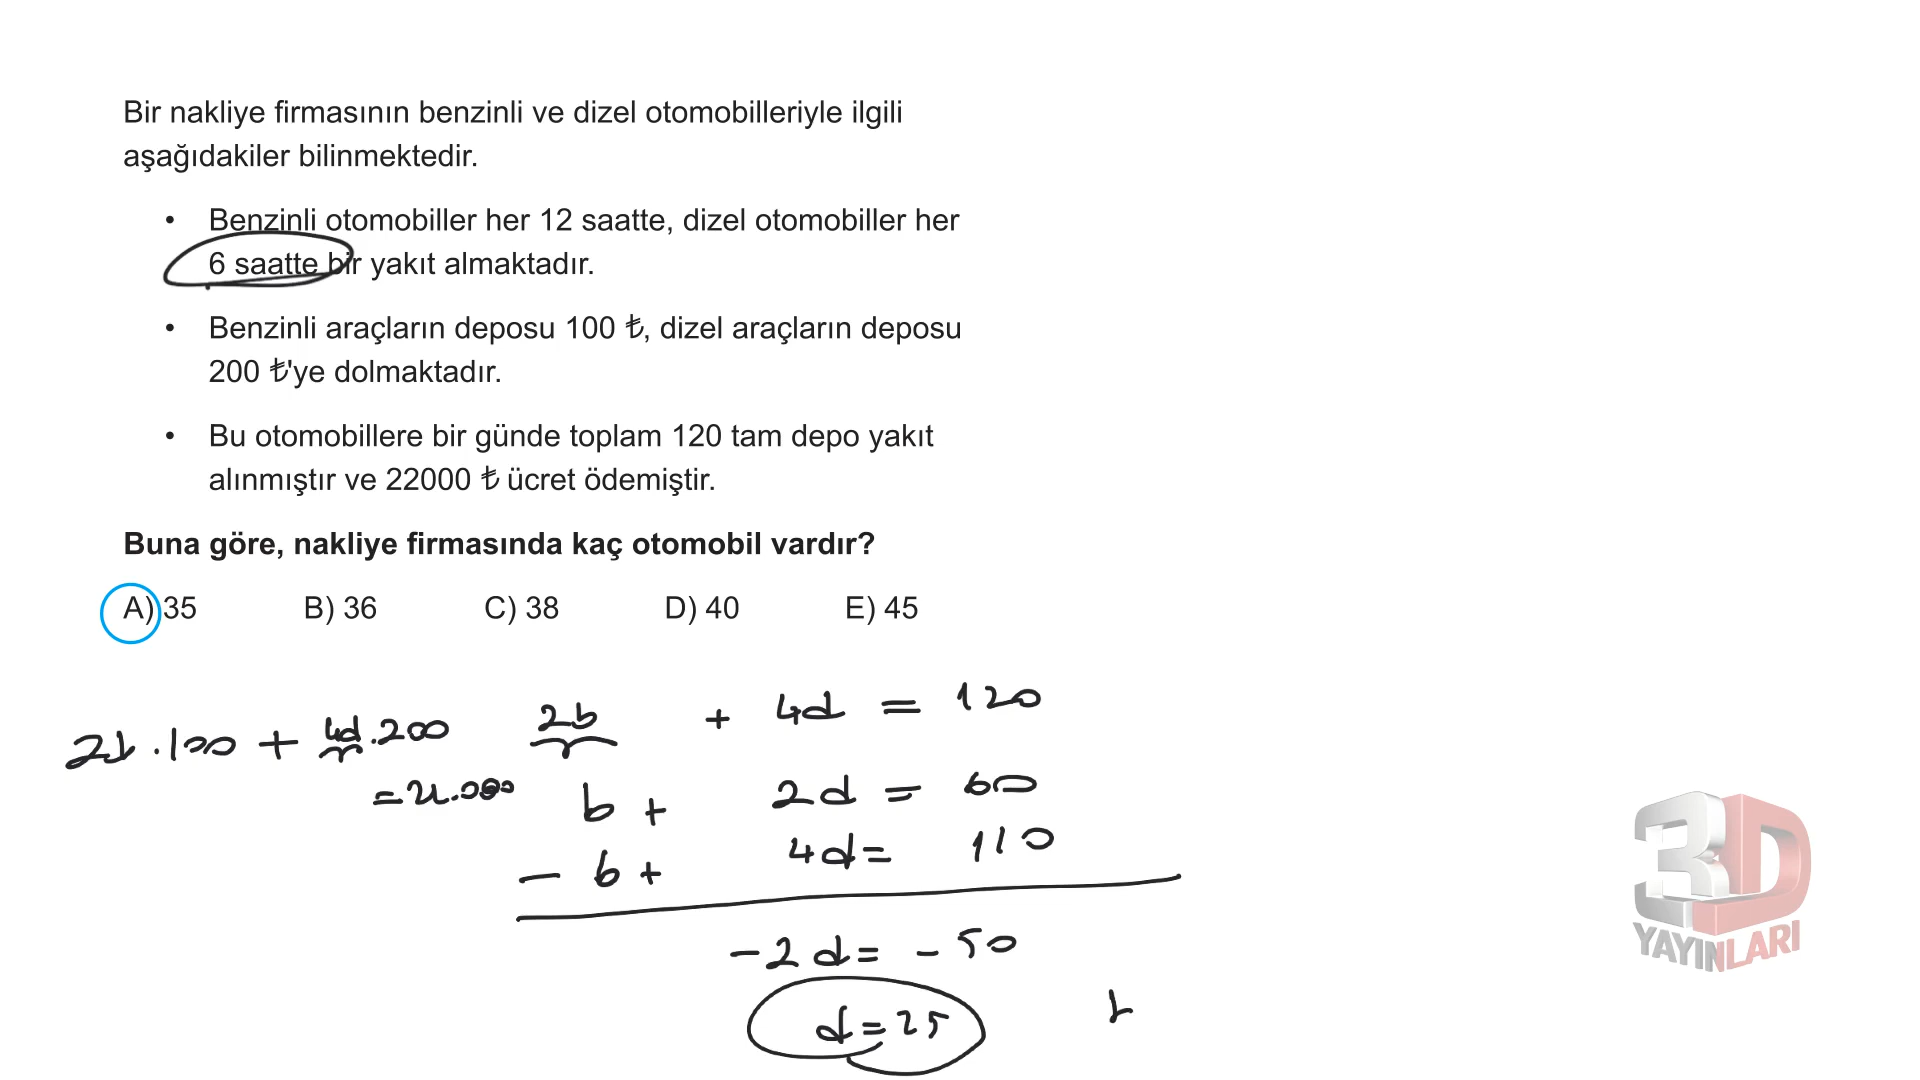 Bir nakliye firmasının benzinli ve dizel otomobilleriyle ilgili
aşağıdakiler bilinmektedir.
• Benzinli otomobiller her 12 saatte, dizel otomobiller her
6 saatte bir yakıt almaktadır.
• Benzinli araçların deposu 100 ₺, dizel araçların deposu
200 ₺'ye dolmaktadır.
• Bu otomobillere bir günde toplam 120 tam depo yakıt
alınmıştır ve 22000 ₺ ücret ödemiştir.
Buna göre, nakliye firmasında kaç otomobil vardır?
A) 35 B) 36 C) 38 D) 40 E) 45
2b + 4d = 120
2b.100 + 4d.200
b + 2d = 60
- b + 4d = 110
-2d = -50
d = 25
b
3D
YAYINLARI